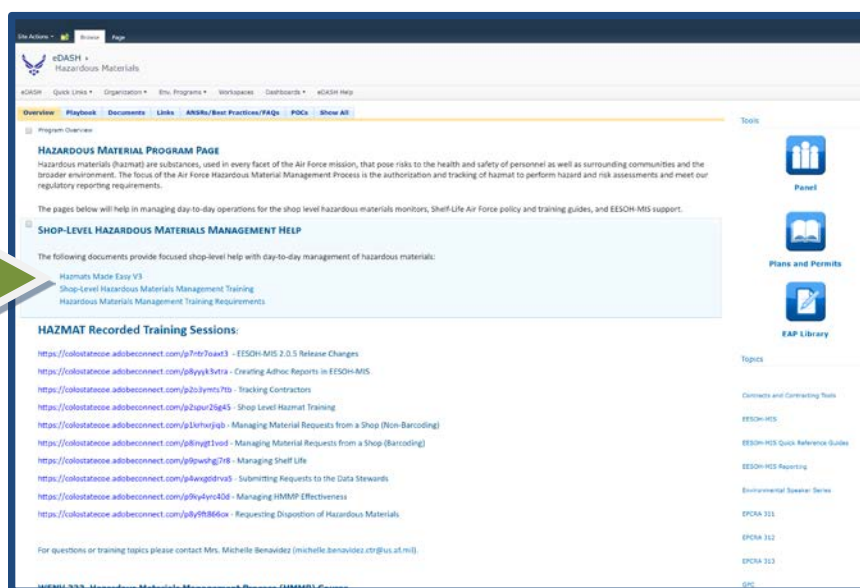 Site Actions
Browse
Page
eDASH ›
Hazardous Materials
eDASH Quick Links Organization Env. Programs Workspaces Dashboards eDASH Help
Overview Playbook Documents Links ANSRs/Best Practices/FAQs POCs Show All
Program Overview
HAZARDOUS MATERIAL PROGRAM PAGE
Hazardous materials (hazmat) are substances, used in every facet of the Air Force mission, that pose risks to the health and safety of personnel as well as surrounding communities and the
broader environment. The focus of the Air Force Hazardous Material Management Process is the authorization and tracking of hazmat to perform hazard and risk assessments and meet our
regulatory reporting requirements.
The pages below will help in managing day-to-day operations for the shop level hazardous materials monitors, Shelf-Life Air Force policy and training guides, and EESOH-MIS support.
SHOP-LEVEL HAZARDOUS MATERIALS MANAGEMENT HELP
The following documents provide focused shop-level help with day-to-day management of hazardous materials:
Hazmats Made Easy V3
Shop-Level Hazardous Materials Management Training
Hazardous Materials Management Training Requirements
HAZMAT Recorded Training Sessions:
https://colostatecoe.adobeconnect.com/p7ntr7oaxt3 - EESOH-MIS 2.0.5 Release Changes
https://colostatecoe.adobeconnect.com/p8yyyk3vtra - Creating Adhoc Reports in EESOH-MIS
https://colostatecoe.adobeconnect.com/p2o3ymts7tb - Tracking Contractors
https://colostatecoe.adobeconnect.com/p2spur26g45 - Shop Level Hazmat Training
https://colostatecoe.adobeconnect.com/p1krhxrjiqb - Managing Material Requests from a Shop (Non-Barcoding)
https://colostatecoe.adobeconnect.com/p8inygt1vod - Managing Material Requests from a Shop (Barcoding)
https://colostatecoe.adobeconnect.com/p9pwshgj7r8 - Managing Shelf Life
https://colostatecoe.adobeconnect.com/p4wxgddrva5 - Submitting Requests to the Data Stewards
https://colostatecoe.adobeconnect.com/p9ky4yrc40d - Managing HMMP Effectiveness
https://colostatecoe.adobeconnect.com/p8y9ft866ox - Requesting Dispostion of Hazardous Materials
For questions or training topics please contact Mrs. Michelle Benavidez (michelle.benavidez.ctr@us.af.mil).
WENV 222, Hazardous Materials Management Process (HMMP) Course
Tools
Panel
Plans and Permits
EAP Library
Topics
Contracts and Contracting Tools
EESOH-MIS
EESOH-MIS Quick Reference Guides
EESOH-MIS Reporting
Environmental Speaker Series
EPCRA 311
EPCRA 312
EPCRA 313
GPC